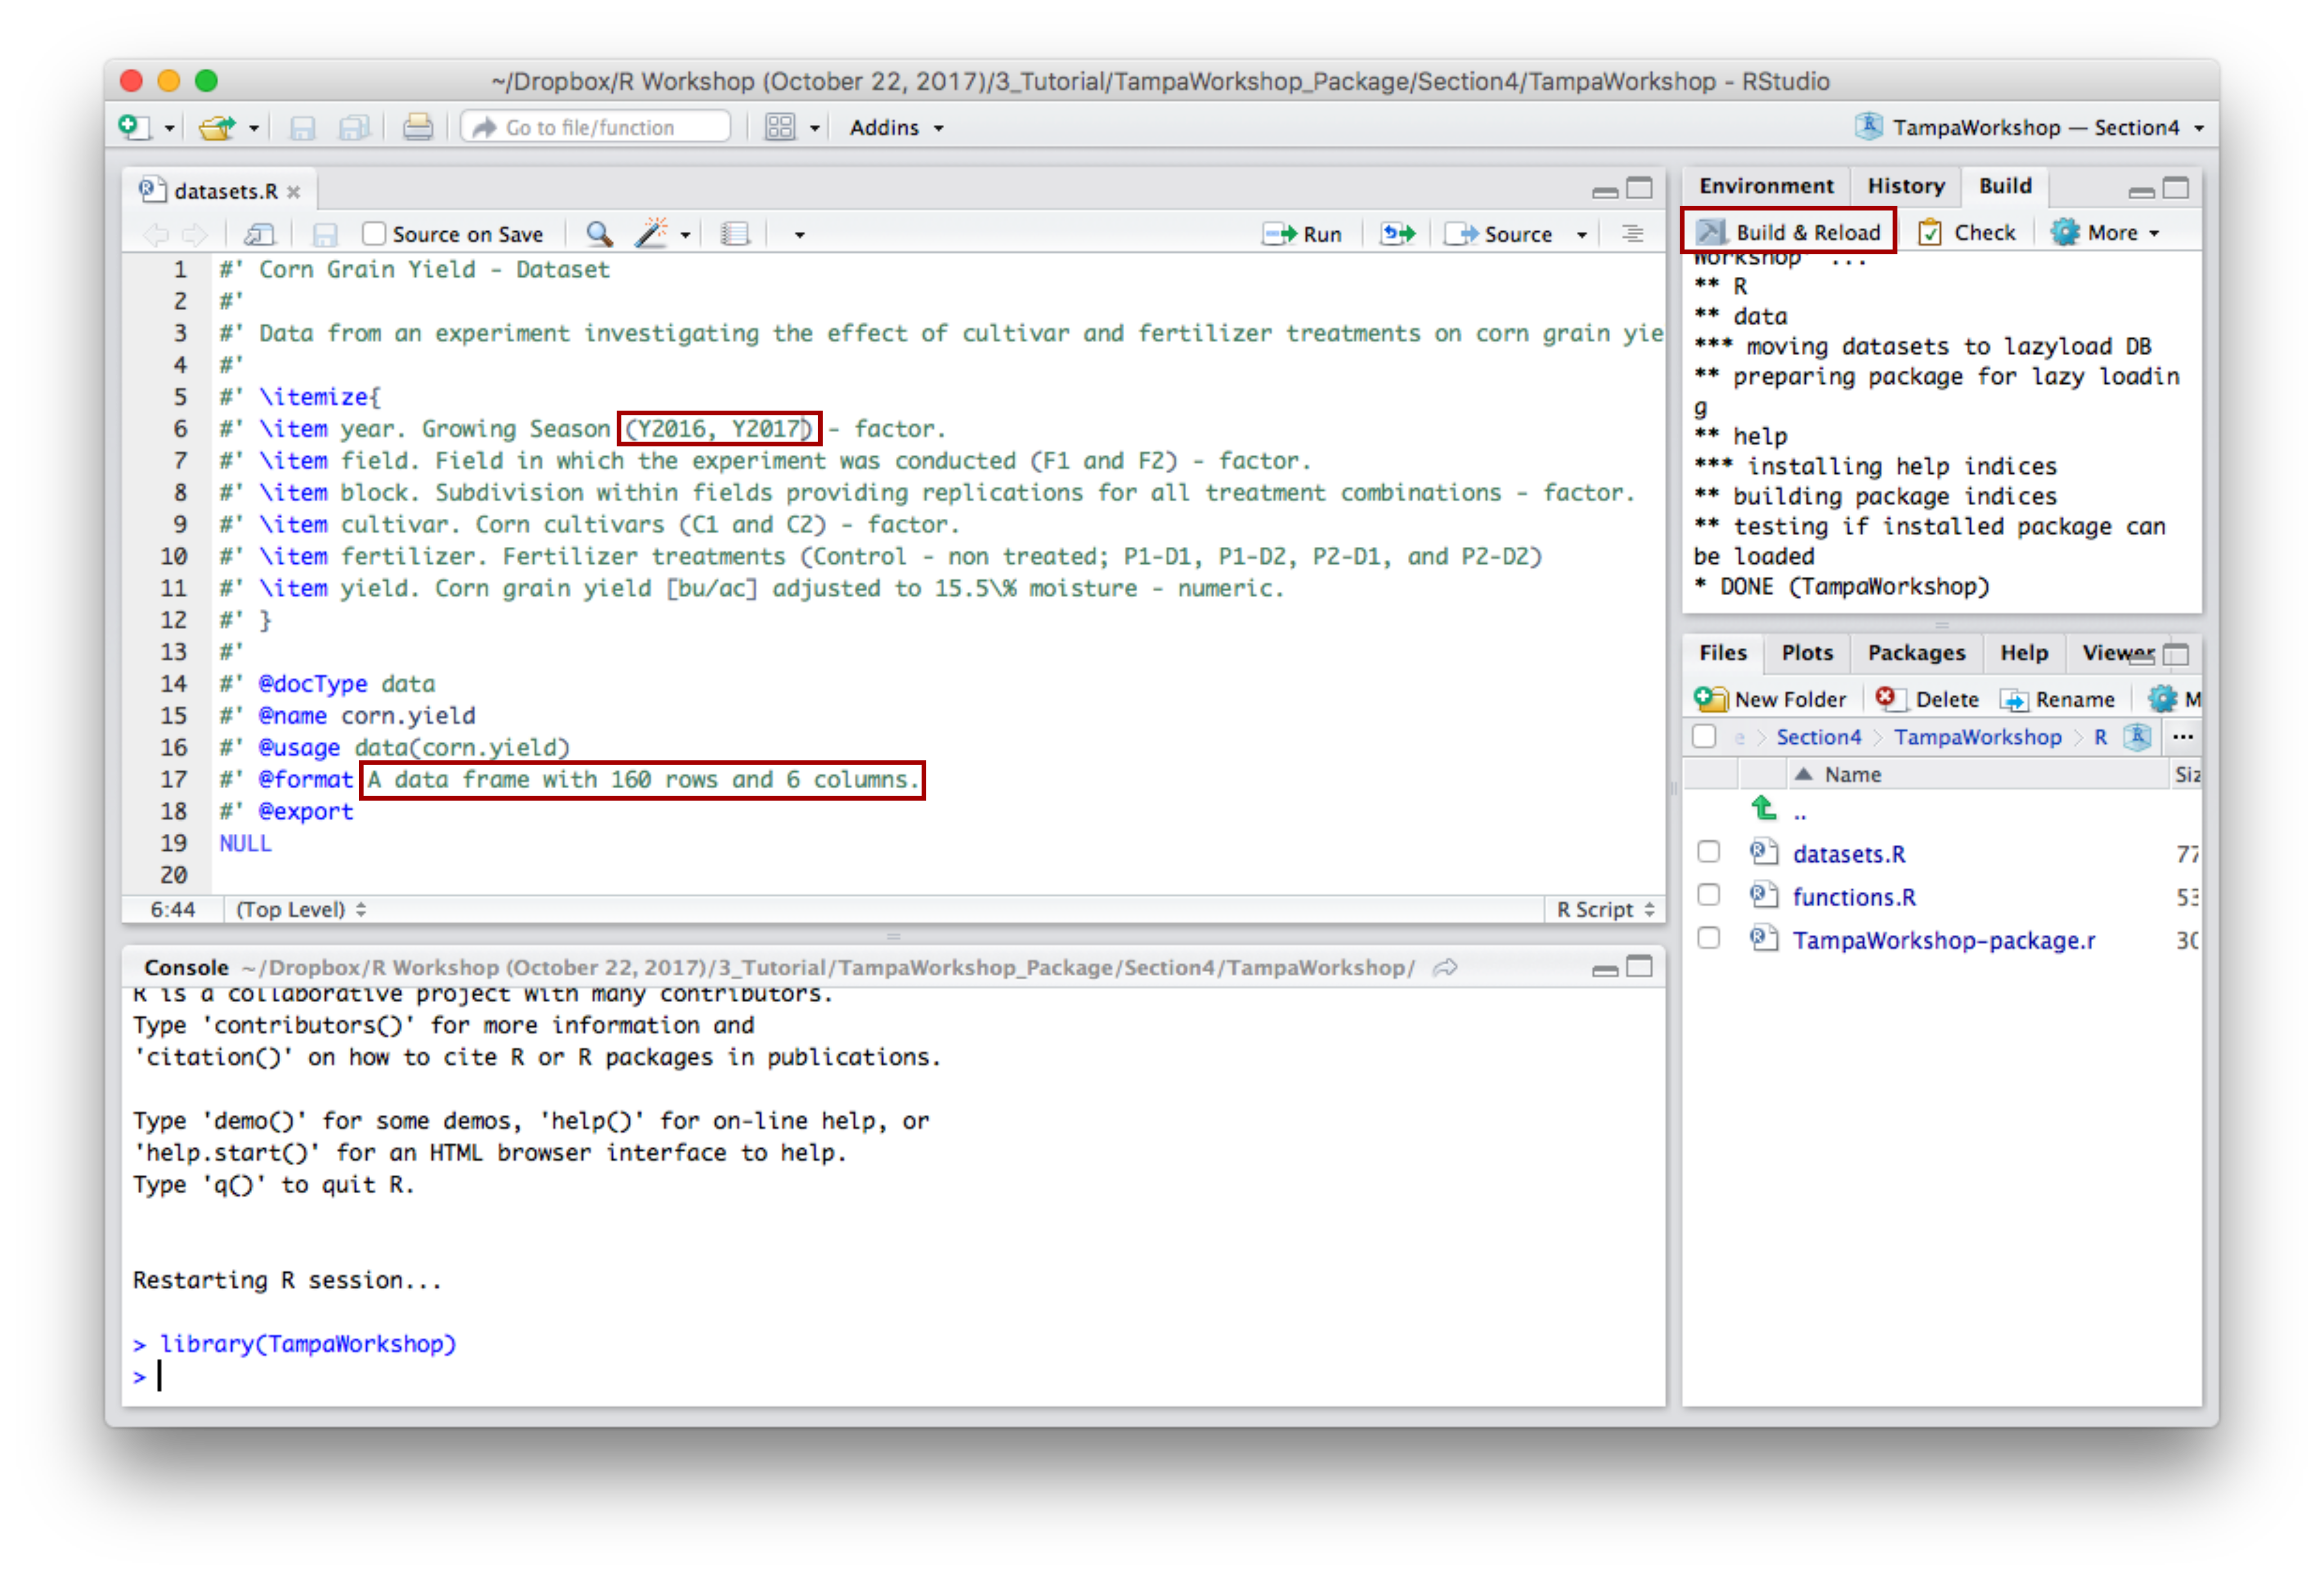 ~/Dropbox/R Workshop (October 22, 2017)/3_Tutorial/TampaWorkshop_Package/Section4/TampaWorkshop - RStudio
Go to file/function
Addins
TampaWorkshop — Section4
datasets.R
Source on Save
Run
Source
1 #' Corn Grain Yield - Dataset
2 #'
3 #' Data from an experiment investigating the effect of cultivar and fertilizer treatments on corn grain yie
4 #'
5 #' \itemize{
6 #' \item year. Growing Season (Y2016, Y2017) - factor.
7 #' \item field. Field in which the experiment was conducted (F1 and F2) - factor.
8 #' \item block. Subdivision within fields providing replications for all treatment combinations - factor.
9 #' \item cultivar. Corn cultivars (C1 and C2) - factor.
10 #' \item fertilizer. Fertilizer treatments (Control - non treated; P1-D1, P1-D2, P2-D1, and P2-D2)
11 #' \item yield. Corn grain yield [bu/ac] adjusted to 15.5\% moisture - numeric.
12 #' }
13 #'
14 #' @docType data
15 #' @name corn.yield
16 #' @usage data(corn.yield)
17 #' @format A data frame with 160 rows and 6 columns.
18 #' @export
19 NULL
20
6:44 (Top Level) R Script
Console ~/Dropbox/R Workshop (October 22, 2017)/3_Tutorial/TampaWorkshop_Package/Section4/TampaWorkshop/
R is a collaborative project with many contributors.
Type 'contributors()' for more information and
'citation()' on how to cite R or R packages in publications.
Type 'demo()' for some demos, 'help()' for on-line help, or
'help.start()' for an HTML browser interface to help.
Type 'q()' to quit R.
Restarting R session...
> library(TampaWorkshop)
>
Environment History Build
Build & Reload Check More
Workshop' ...
** R
** data
*** moving datasets to lazyload DB
** preparing package for lazy loadin
g
** help
*** installing help indices
** building package indices
** testing if installed package can
be loaded
* DONE (TampaWorkshop)
Files Plots Packages Help Viewer
New Folder Delete Rename M
e > Section4 > TampaWorkshop > R ...
Name Siz
..
datasets.R 77
functions.R 53
TampaWorkshop-package.r 30